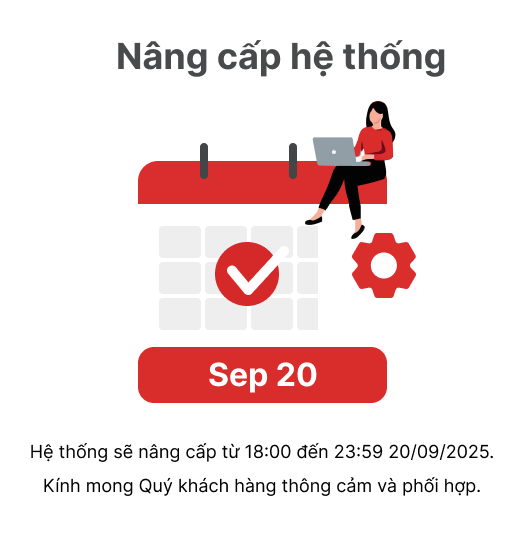 Nâng cấp hệ thống
Sep 20
Hệ thống sẽ nâng cấp từ 18:00 đến 23:59 20/09/2025.
Kính mong Quý khách hàng thông cảm và phối hợp.